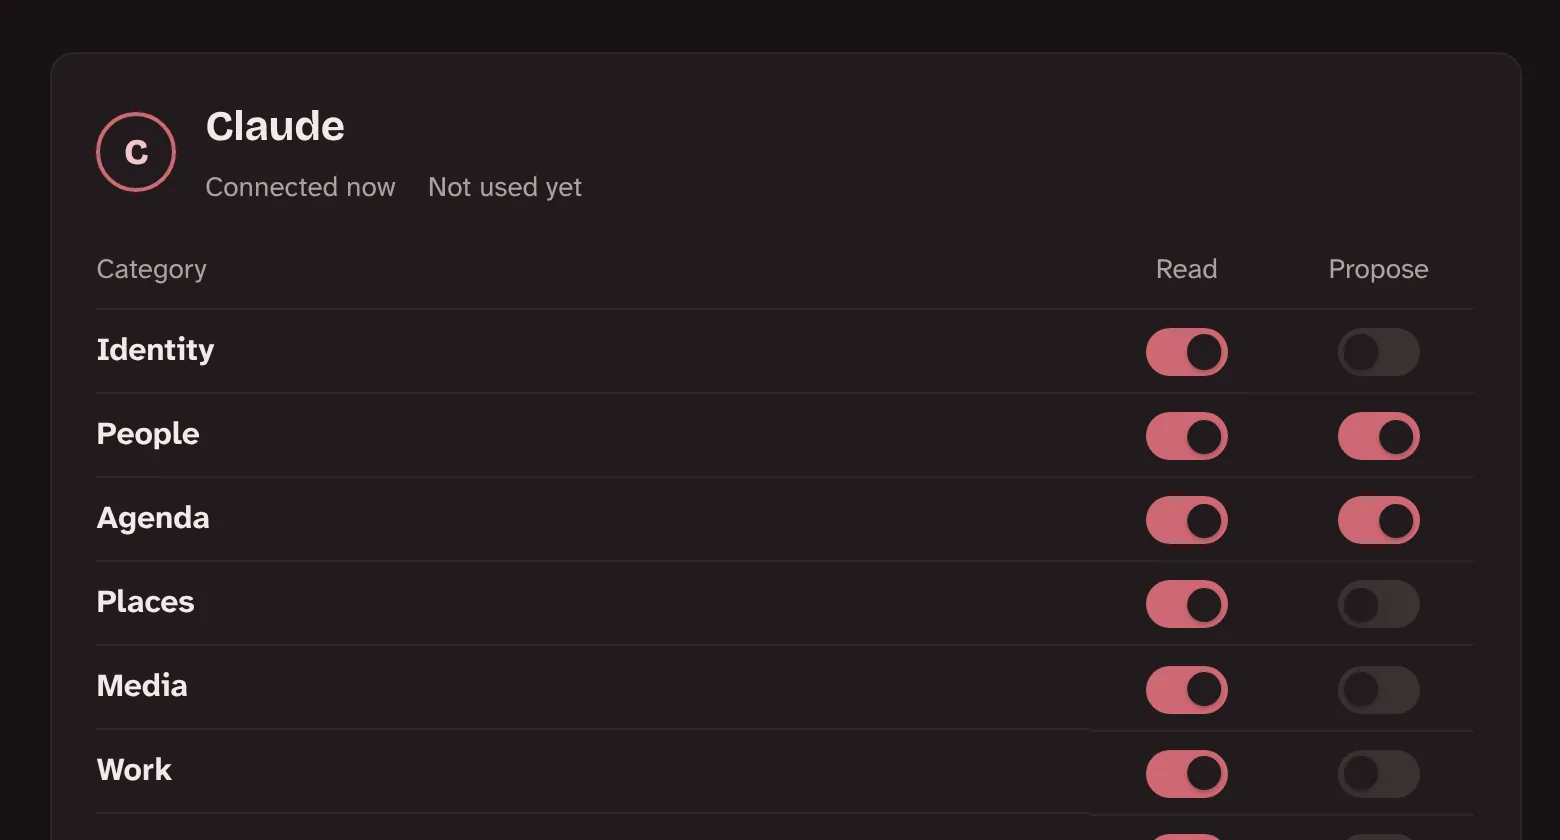 C
Claude
Connected now Not used yet
Category Read Propose
Identity
People
Agenda
Places
Media
Work